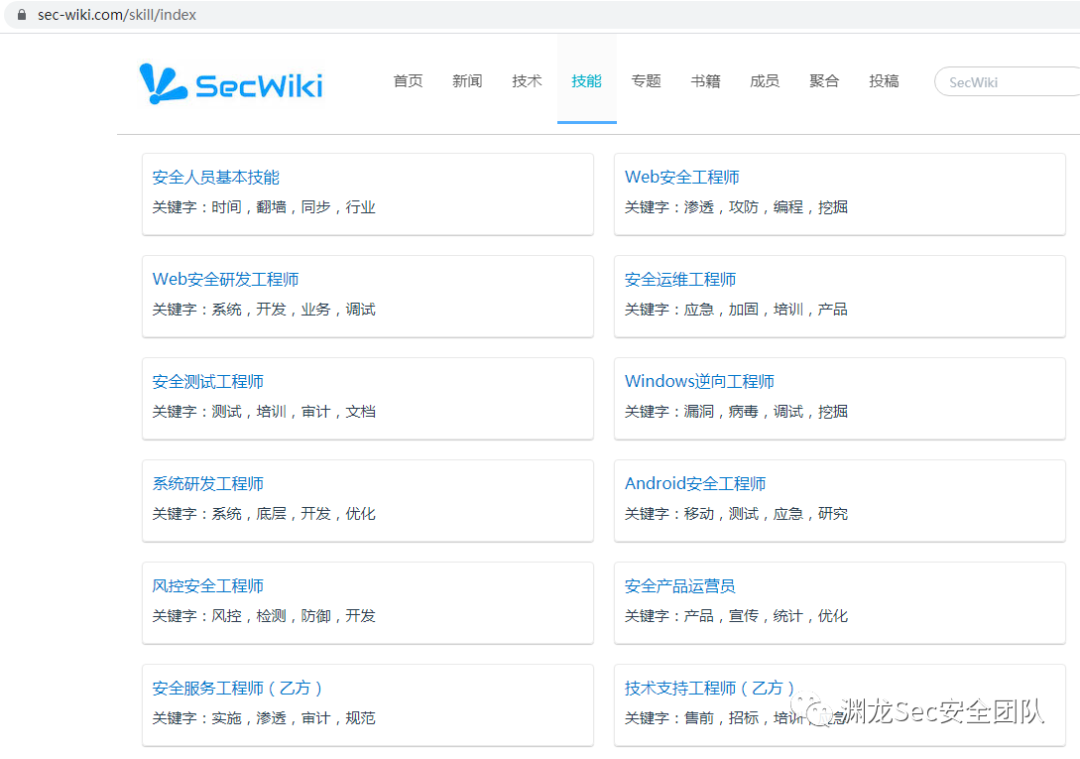 sec-wiki.com/skill/index
SecWiki 首页 新闻 技术 技能 专题 书籍 成员 聚合 投稿 SecWiki
安全人员基本技能
关键字：时间，翻墙，同步，行业
Web安全工程师
关键字：渗透，攻防，编程，挖掘
Web安全研发工程师
关键字：系统，开发，业务，调试
安全运维工程师
关键字：应急，加固，培训，产品
安全测试工程师
关键字：测试，培训，审计，文档
Windows逆向工程师
关键字：漏洞，病毒，调试，挖掘
系统研发工程师
关键字：系统，底层，开发，优化
Android安全工程师
关键字：移动，测试，应急，研究
风控安全工程师
关键字：风控，检测，防御，开发
安全产品运营员
关键字：产品，宣传，统计，优化
安全服务工程师（乙方）
关键字：实施，渗透，审计，规范
技术支持工程师（乙方）
关键字：售前，招标，培训，应急
渊龙Sec安全团队